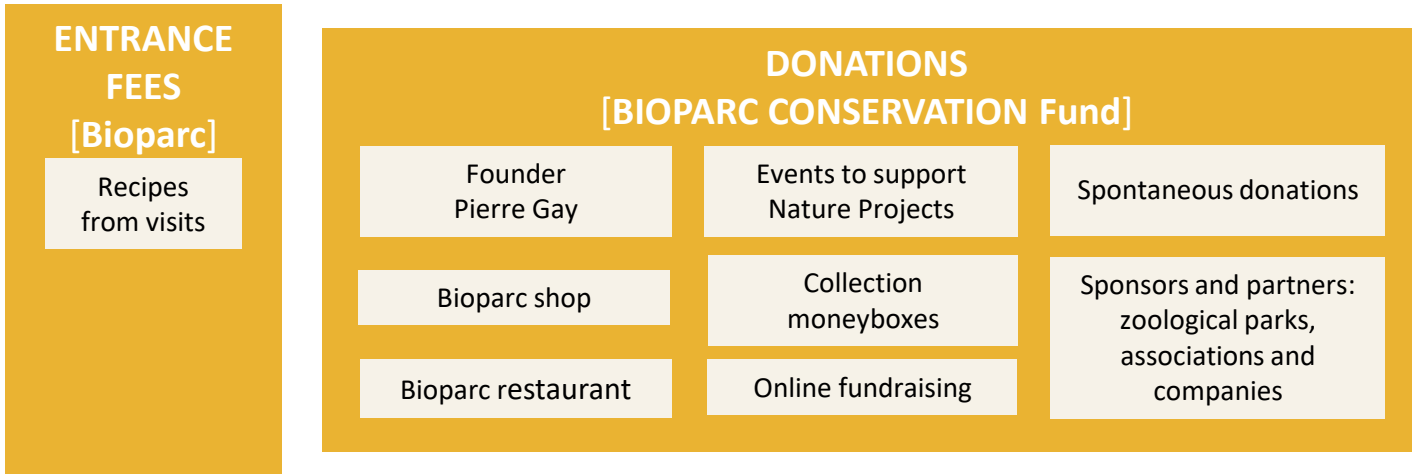 ENTRANCE
FEES
[Bioparc]
Recipes
from visits
DONATIONS
[BIOPARC CONSERVATION Fund]
Founder
Pierre Gay
Events to support
Nature Projects
Spontaneous donations
Bioparc shop
Collection
moneyboxes
Sponsors and partners:
zoological parks,
associations and
companies
Bioparc restaurant
Online fundraising